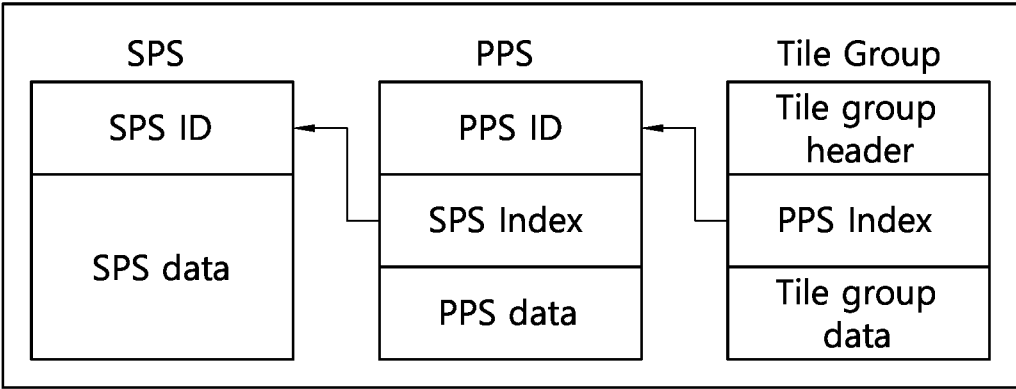 SPS
SPS ID
SPS data
PPS
PPS ID
SPS Index
PPS data
Tile Group
Tile group
header
PPS Index
Tile group
data